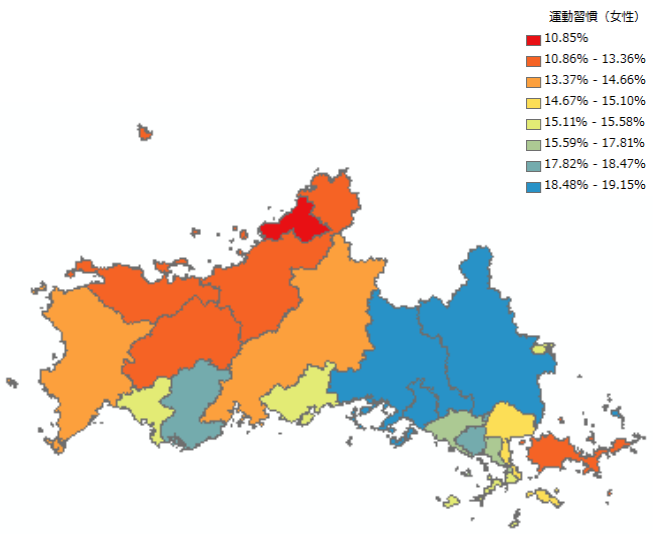 運動習慣（女性）
10.85%
10.86% - 13.36%
13.37% - 14.66%
14.67% - 15.10%
15.11% - 15.58%
15.59% - 17.81%
17.82% - 18.47%
18.48% - 19.15%